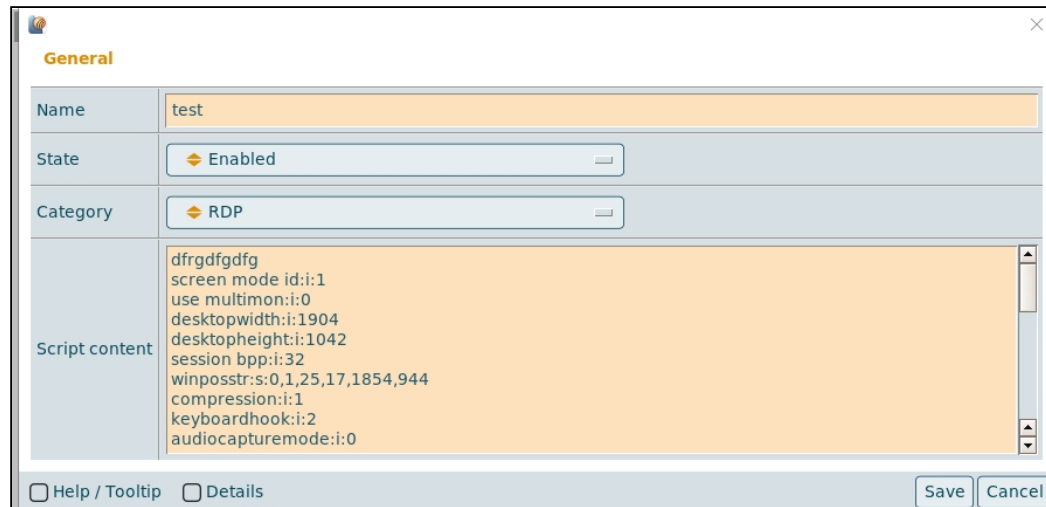 General
Name test
State Enabled
Category RDP
Script content
dfrgdfgdfg
screen mode id:i:1
use multimon:i:0
desktopwidth:i:1904
desktopheight:i:1042
session bpp:i:32
winposstr:s:0,1,25,17,1854,944
compression:i:1
keyboardhook:i:2
audiocapturemode:i:0
Help / Tooltip Details Save Cancel